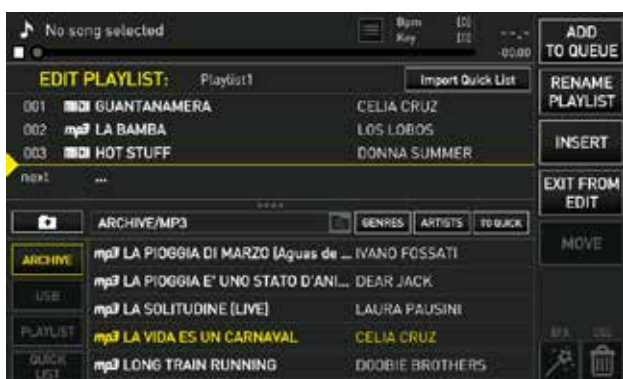 No song selected
Bpm [0]
Key [0]
--,-
-00:00
ADD TO QUEUE
EDIT PLAYLIST: Playlist1 Import Quick List
RENAME PLAYLIST
001 MIDI GUANTANAMERA CELIA CRUZ
002 mp3 LA BAMBA LOS LOBOS
003 MIDI HOT STUFF DONNA SUMMER
INSERT
next ...
EXIT FROM EDIT
ARCHIVE/MP3 GENRES ARTISTS TO QUICK
MOVE
ARCHIVE
USB
PLAYLIST
QUICK LIST
mp3 LA PIOGGIA DI MARZO (Aguas de ... IVANO FOSSATI
mp3 LA PIOGGIA E' UNO STATO D'ANI... DEAR JACK
mp3 LA SOLITUDINE (LIVE) LAURA PAUSINI
mp3 LA VIDA ES UN CARNAVAL CELIA CRUZ
mp3 LONG TRAIN RUNNING DOOBIE BROTHERS
DEL